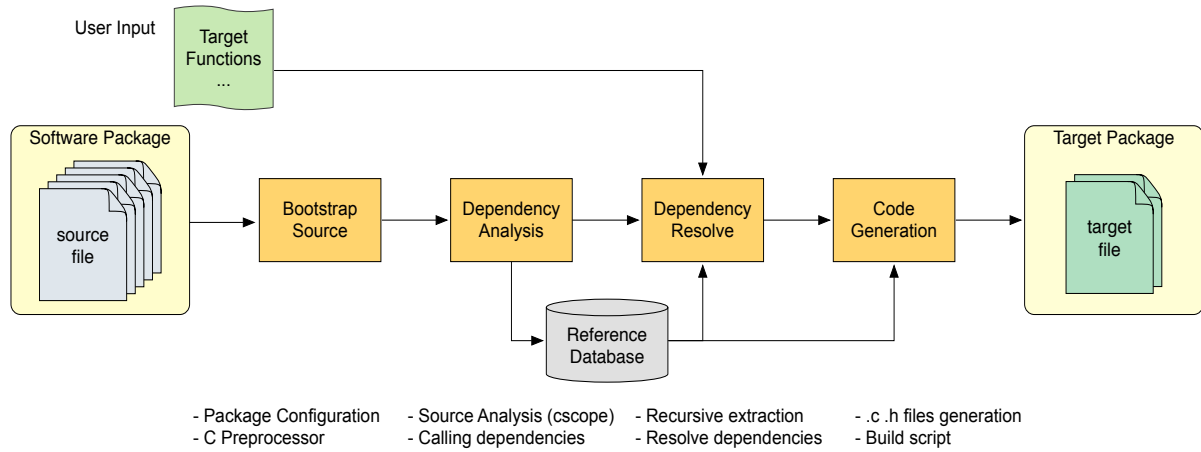 User Input
Target
Functions
...
Software Package
source
file
Bootstrap
Source
Dependency
Analysis
Dependency
Resolve
Code
Generation
Target Package
target
file
Reference
Database
- Package Configuration
- C Preprocessor
- Source Analysis (cscope)
- Calling dependencies
- Recursive extraction
- Resolve dependencies
- .c .h files generation
- Build script